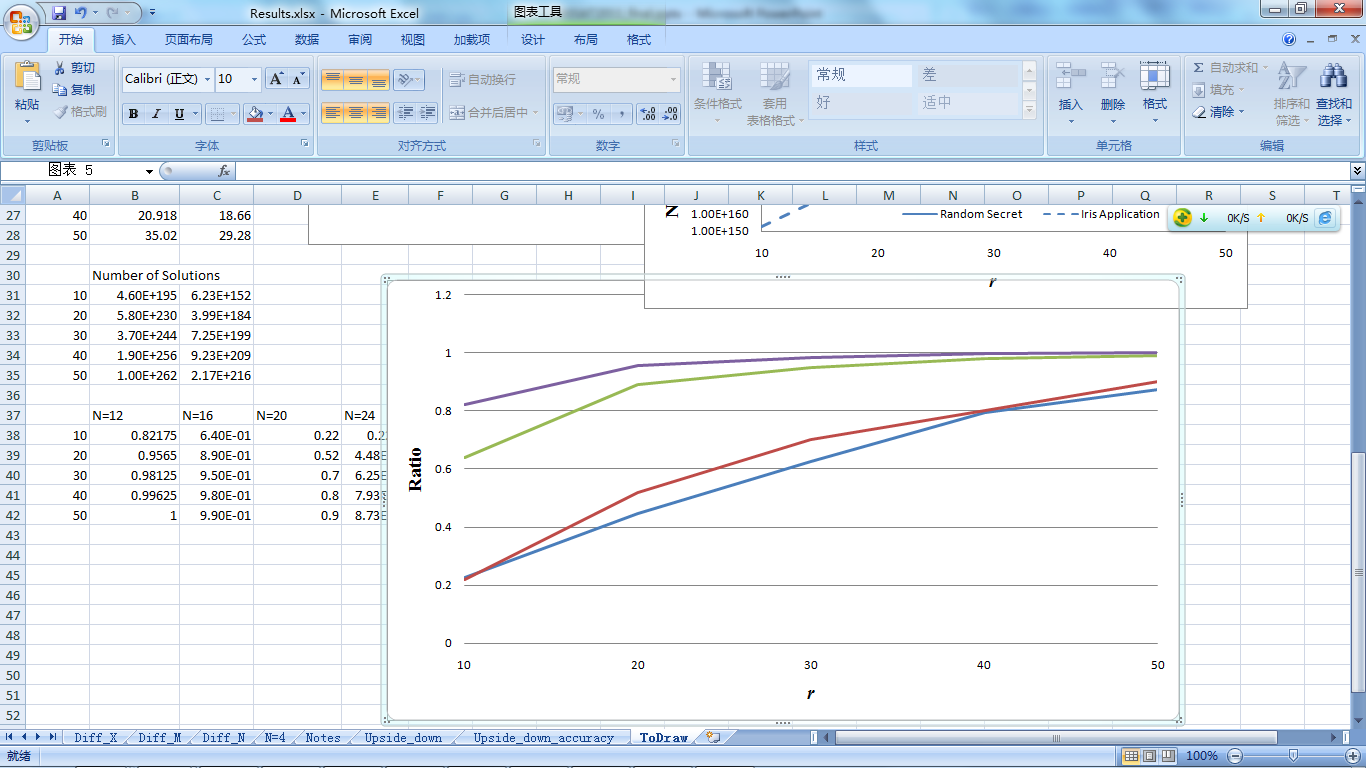 Results.xlsx - Microsoft Excel
图表工具
开始 插入 页面布局 公式 数据 审阅 视图 加载项 设计 布局 格式
粘贴
剪切
复制
格式刷
剪贴板
Calibri (正文) 10
B I U
字体
自动换行
合并后居中
对齐方式
常规
% ,
数字
条件格式
套用
表格格式
常规 差
好 适中
样式
插入 删除 格式
单元格
Σ 自动求和
填充
清除
排序和
筛选
查找和
选择
编辑
图表 5
fx
A B C D E F G H I J K L M N O P Q R S T
27 40 20.918 18.66
28 50 35.02 29.28
29
30 Number of Solutions
31 10 4.60E+195 6.23E+152
32 20 5.80E+230 3.99E+184
33 30 3.70E+244 7.25E+199
34 40 1.90E+256 9.23E+209
35 50 1.00E+262 2.17E+216
36
37 N=12 N=16 N=20 N=24
38 10 0.82175 6.40E-01 0.22 0.2
39 20 0.9565 8.90E-01 0.52 4.48E
40 30 0.98125 9.50E-01 0.7 6.25E
41 40 0.99625 9.80E-01 0.8 7.93E
42 50 1 9.90E-01 0.9 8.73E
43
44
45
46
47
48
49
50
51
52
N
1.00E+160
1.00E+150
Random Secret
Iris Application
10 20 30 40 50
r
0K/S 0K/S
1.2
1
0.8
0.6
0.4
0.2
0
Ratio
10 20 30 40 50
r
Diff_X Diff_M Diff_N N=4 Notes Upside_down Upside_down_accuracy ToDraw
就绪
100%